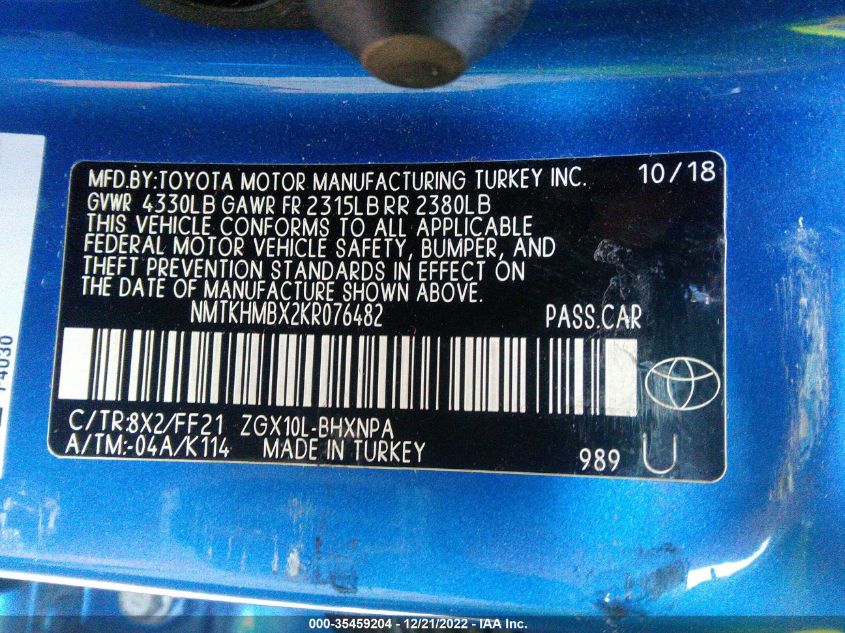 MFD.BY:TOYOTA MOTOR MANUFACTURING TURKEY INC. 10/18
GVWR 4330LB GAWR FR 2315LB RR 2380LB
THIS VEHICLE CONFORMS TO ALL APPLICABLE
FEDERAL MOTOR VEHICLE SAFETY, BUMPER, AND
THEFT PREVENTION STANDARDS IN EFFECT ON
THE DATE OF MANUFACTURE SHOWN ABOVE.
NMTKHMBX2KR076482 PASS.CAR
C/TR:8X2/FF21 ZGX10L-BHXNPA
A/TM:-04A/K114 MADE IN TURKEY 989 U
000-35459204 - 12/21/2022 - IAA Inc.